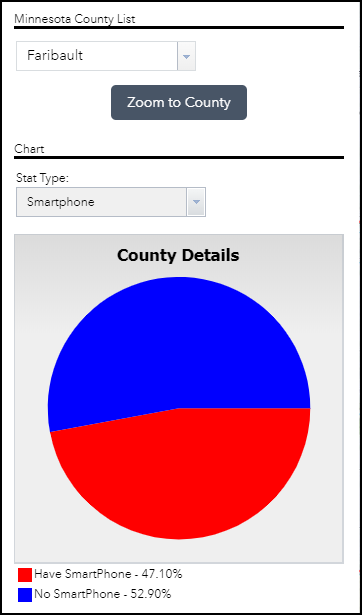 Minnesota County List
Faribault
Zoom to County
Chart
Stat Type:
Smartphone
County Details
Have SmartPhone - 47.10%
No SmartPhone - 52.90%